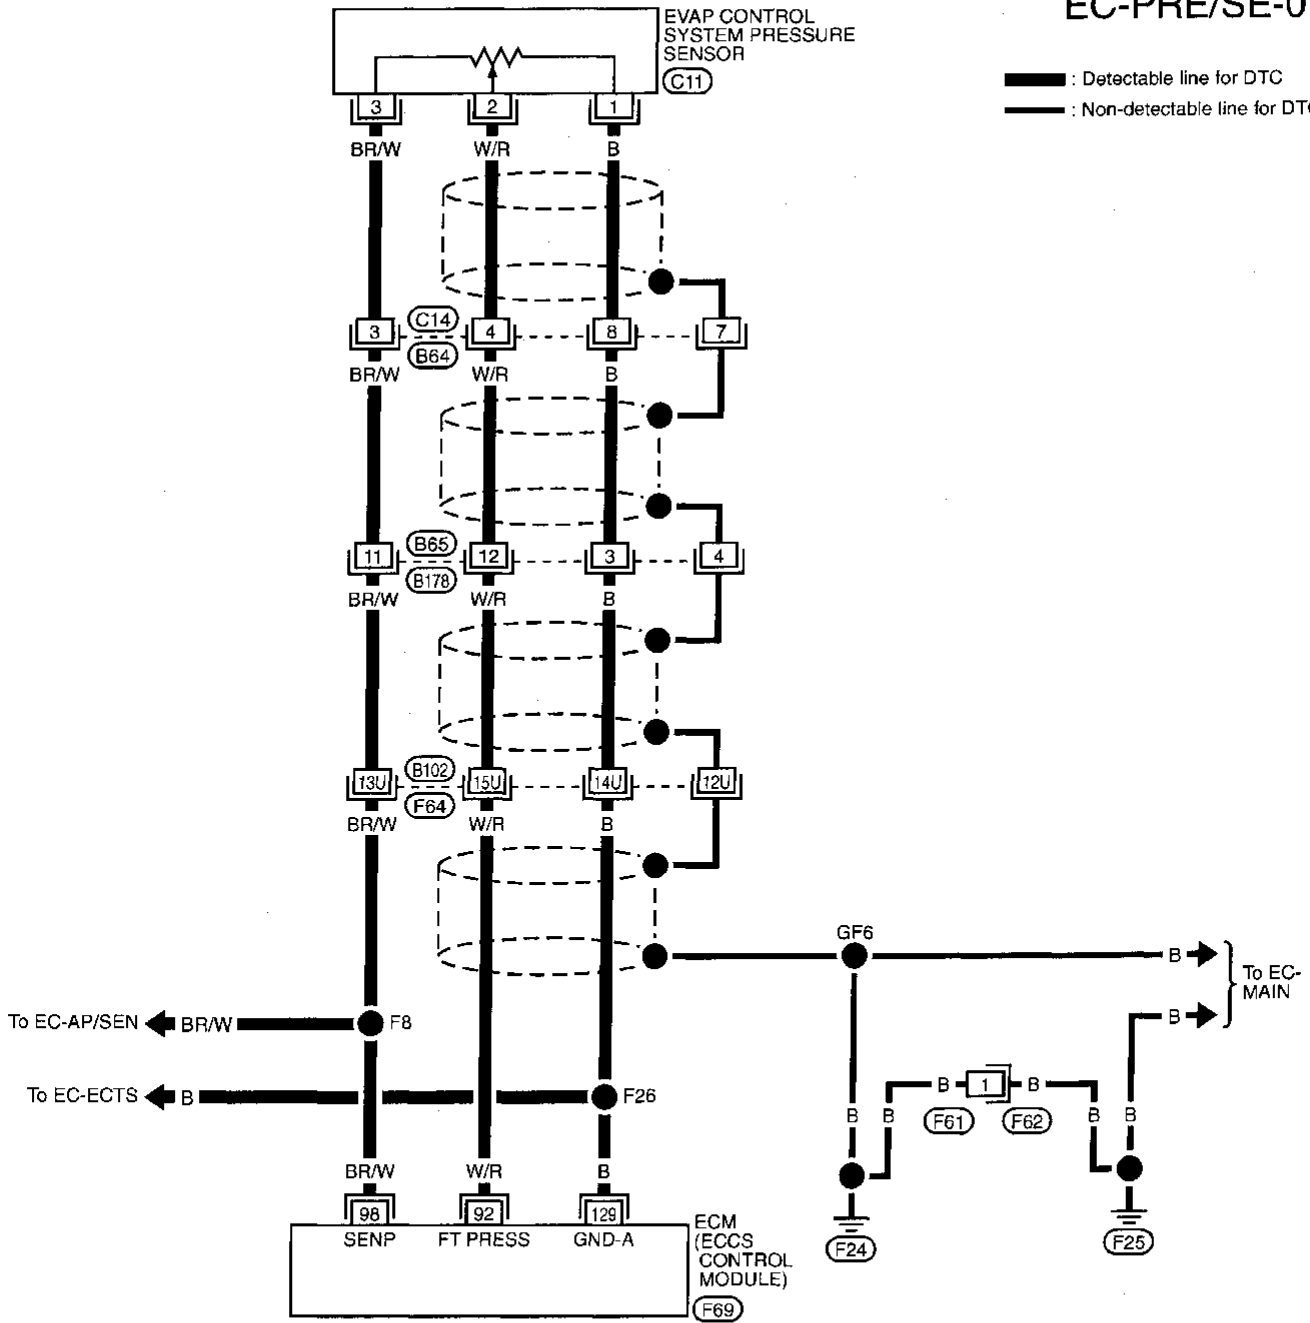 EC-PRE/SE-0
EVAP CONTROL
SYSTEM PRESSURE
SENSOR
C11
: Detectable line for DTC
: Non-detectable line for DT
3 2 1
BR/W W/R B
3 C14 4 8 7
B64
BR/W W/R B
11 B65 12 3 4
B178
BR/W W/R B
13U B102 15U 14U 12U
F64
BR/W W/R B
GF6
B
To EC-
MAIN
B
To EC-AP/SEN BR/W F8
To EC-ECTS B F26
B 1 B
F61 F62
B B B B
BR/W W/R B
98 92 129
SENP FT PRESS GND-A
ECM
(ECCS
CONTROL
MODULE)
F69
F24 F25